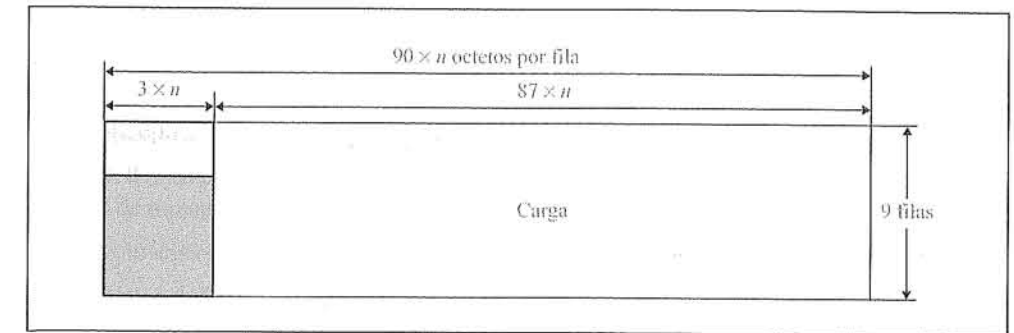 90 × n octetos por fila
3 × n
87 × n
Carga
9 filas